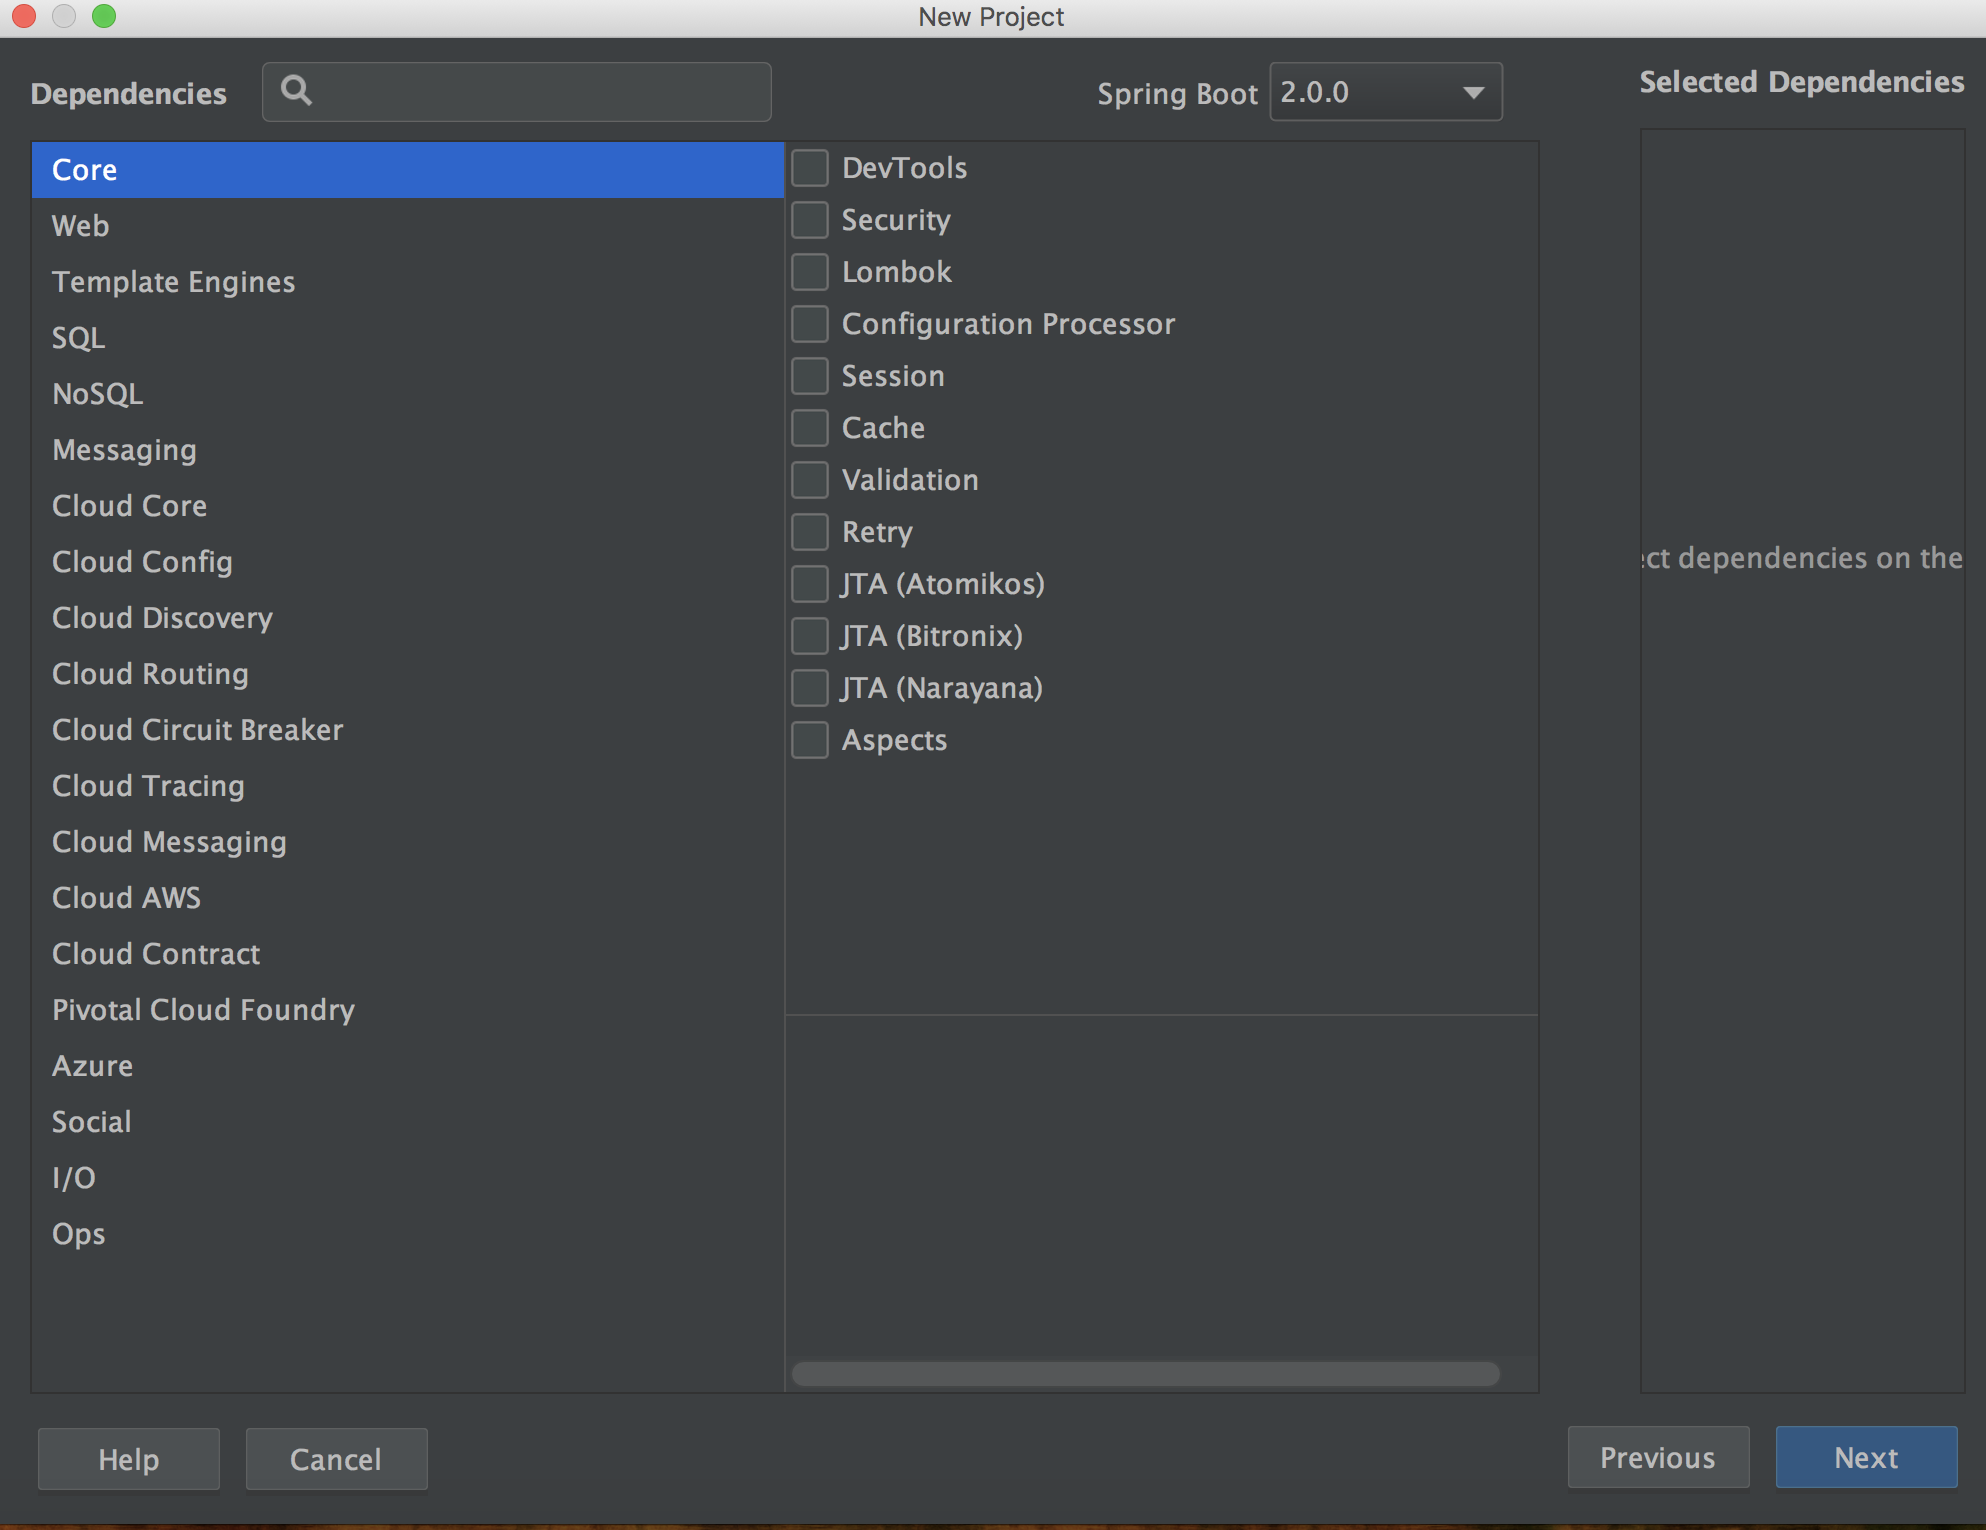 New Project
Dependencies
Spring Boot 2.0.0
Selected Dependencies
Core
Web
Template Engines
SQL
NoSQL
Messaging
Cloud Core
Cloud Config
Cloud Discovery
Cloud Routing
Cloud Circuit Breaker
Cloud Tracing
Cloud Messaging
Cloud AWS
Cloud Contract
Pivotal Cloud Foundry
Azure
Social
I/O
Ops
DevTools
Security
Lombok
Configuration Processor
Session
Cache
Validation
Retry
JTA (Atomikos)
JTA (Bitronix)
JTA (Narayana)
Aspects
dependencies on the
Help
Cancel
Previous
Next